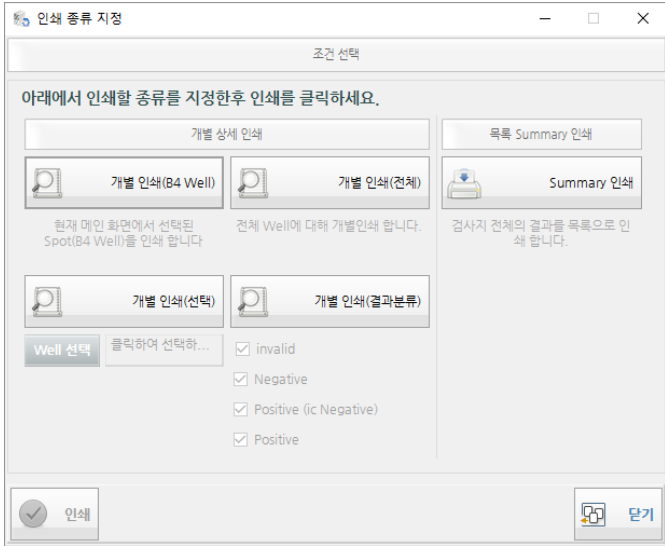 인쇄 종류 지정
조건 선택
아래에서 인쇄할 종류를 지정한후 인쇄를 클릭하세요.
개별 상세 인쇄
목록 Summary 인쇄
개별 인쇄(B4 Well)
개별 인쇄(전체)
Summary 인쇄
현재 메인 화면에서 선택된
Spot(B4 Well)를 인쇄 합니다
전체 Well에 대해 개별인쇄 합니다.
검사지 전체의 결과를 목록으로 인
쇄 합니다.
개별 인쇄(선택)
개별 인쇄(결과분류)
Well 선택
클릭하여 선택하...
invalid
Negative
Positive (ic Negative)
Positive
인쇄
닫기